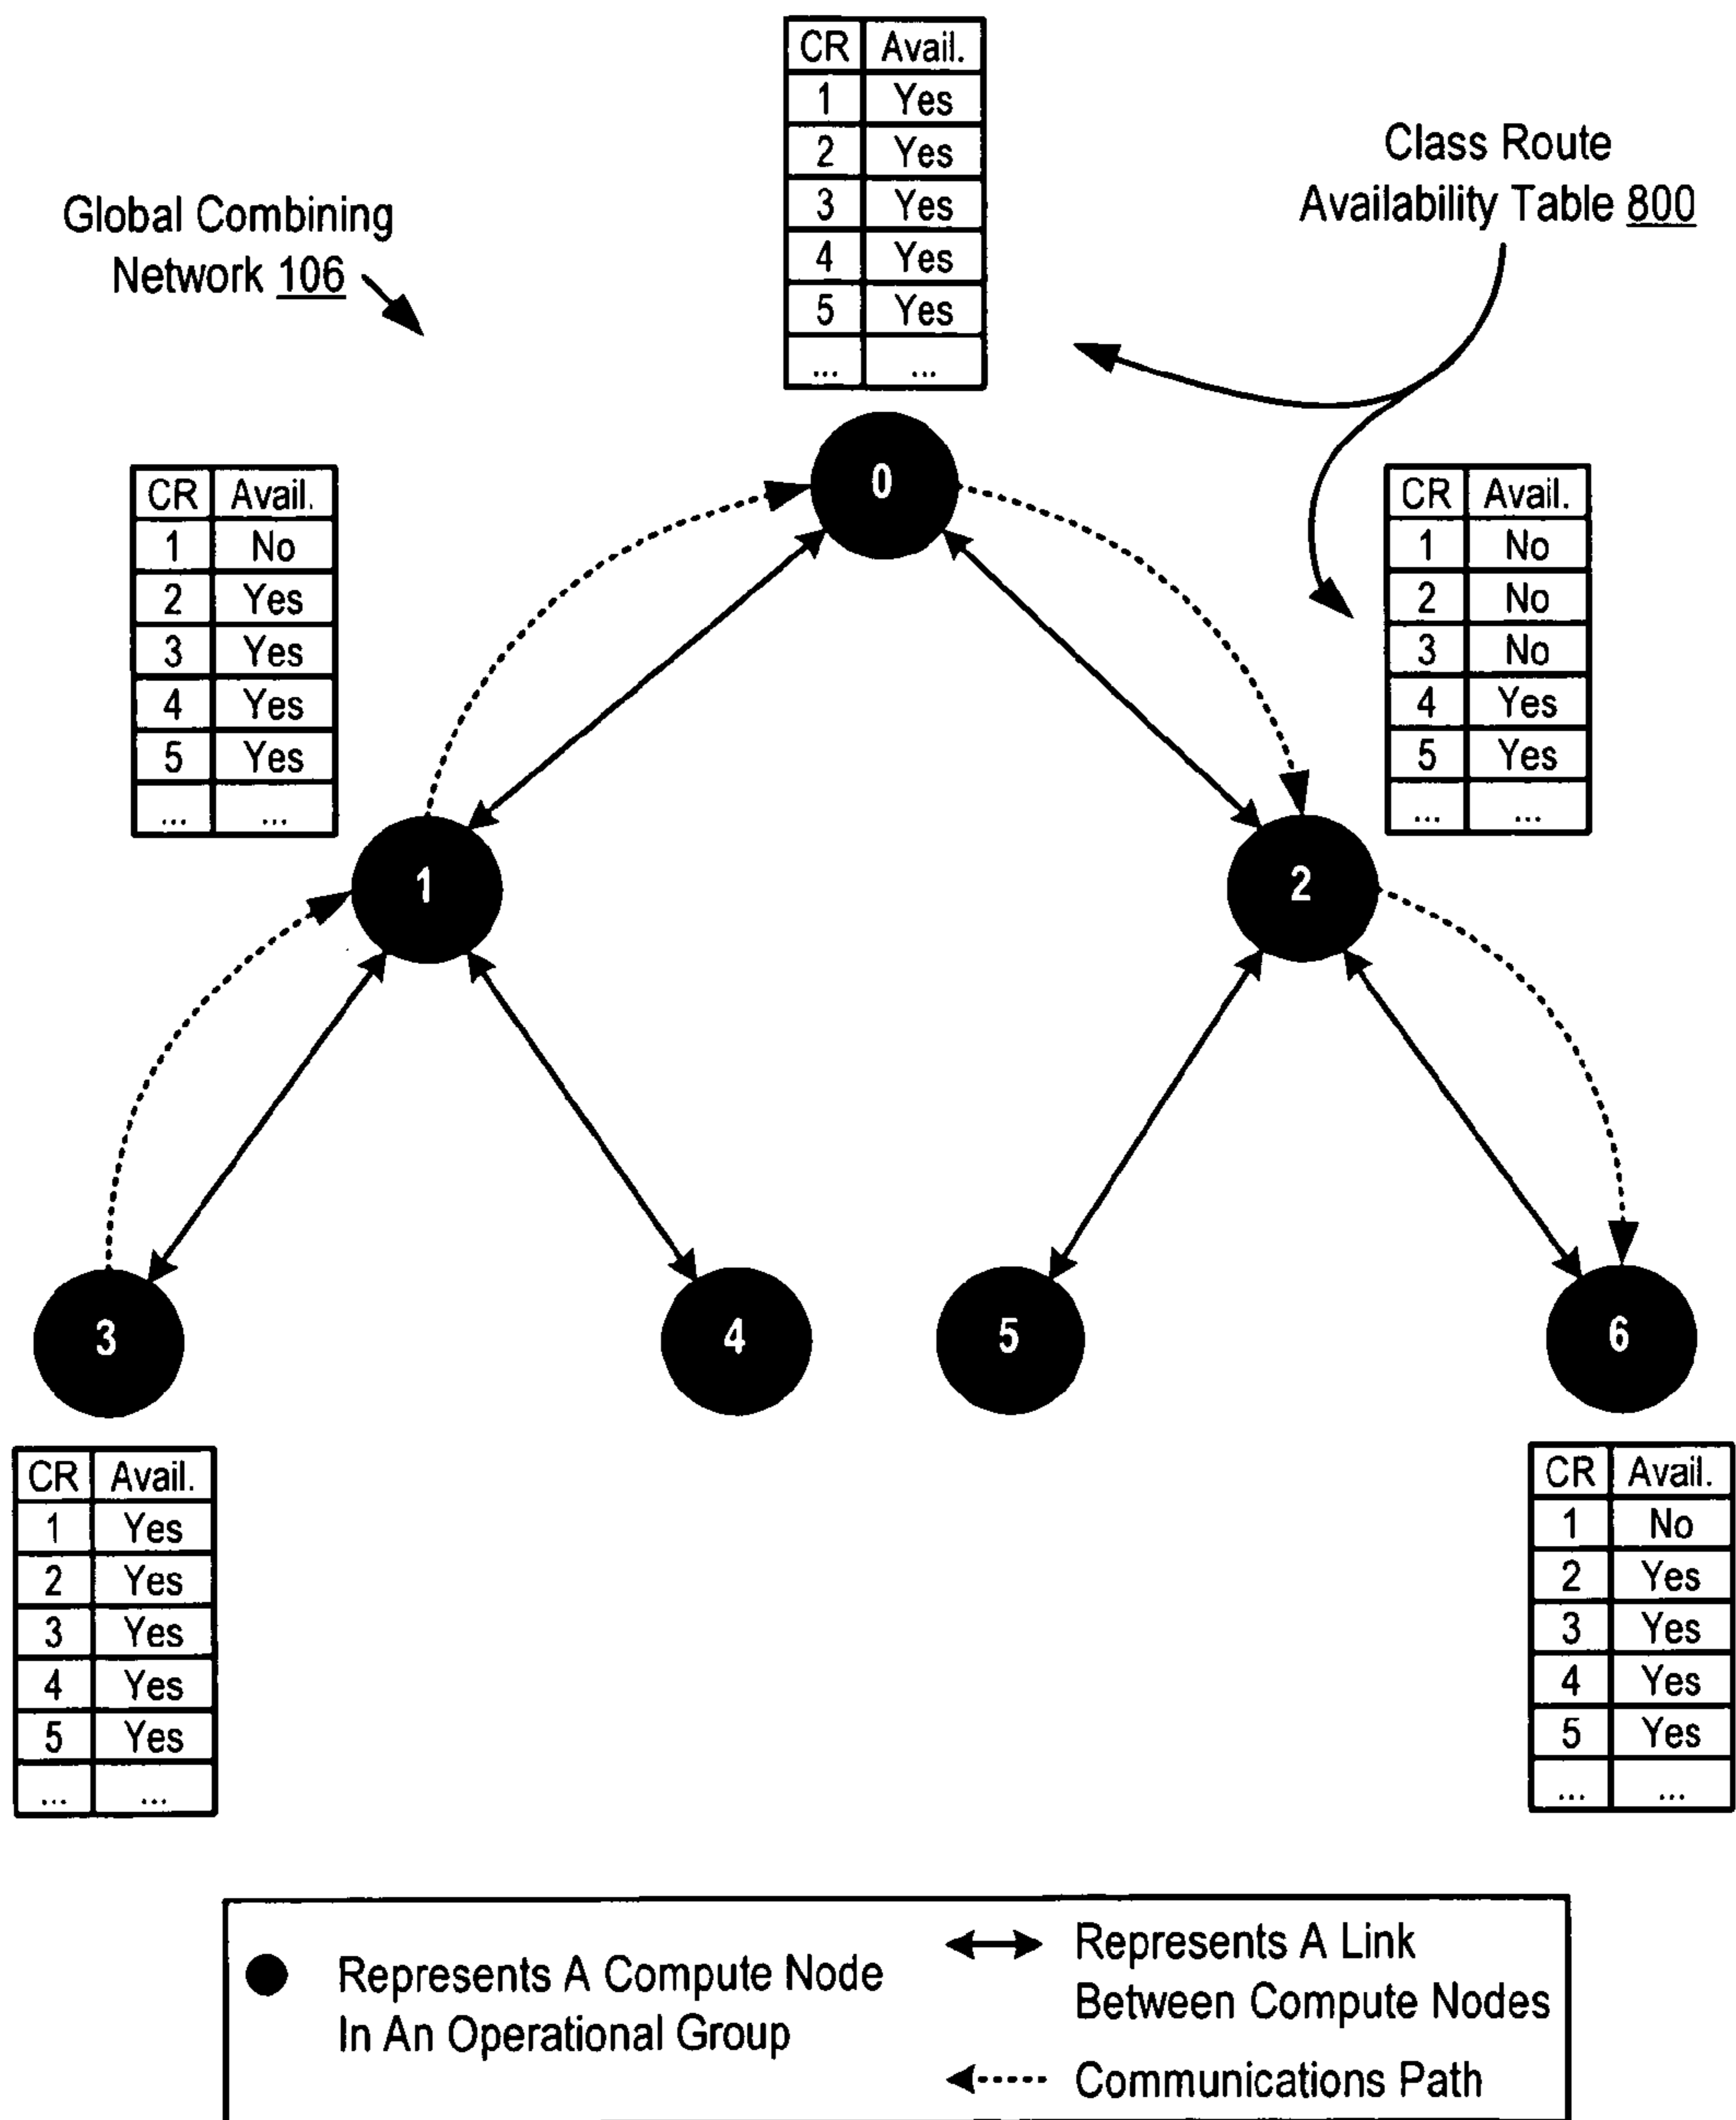 CR Avail.
1 Yes
2 Yes
3 Yes
4 Yes
5 Yes
... ...
Global Combining
Network 106
Class Route
Availability Table 800
CR Avail.
1 No
2 Yes
3 Yes
4 Yes
5 Yes
... ...
0
CR Avail.
1 No
2 No
3 No
4 Yes
5 Yes
... ...
1
2
3
4
5
6
CR Avail.
1 Yes
2 Yes
3 Yes
4 Yes
5 Yes
... ...
CR Avail.
1 No
2 Yes
3 Yes
4 Yes
5 Yes
... ...
Represents A Compute Node
In An Operational Group
Represents A Link
Between Compute Nodes
Communications Path